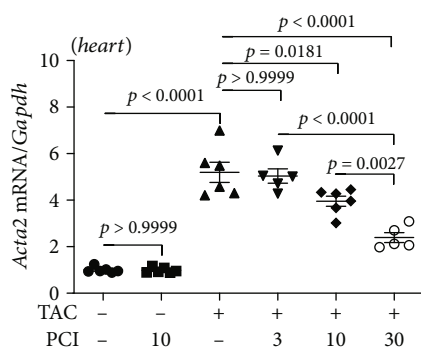 (heart)
p < 0.0001
p = 0.0181
p > 0.9999
p < 0.0001
p < 0.0001
p = 0.0027
p > 0.9999
Acta2 mRNA/Gapdh
10
8
6
4
2
0
TAC – – + + + +
PCI – 10 – 3 10 30